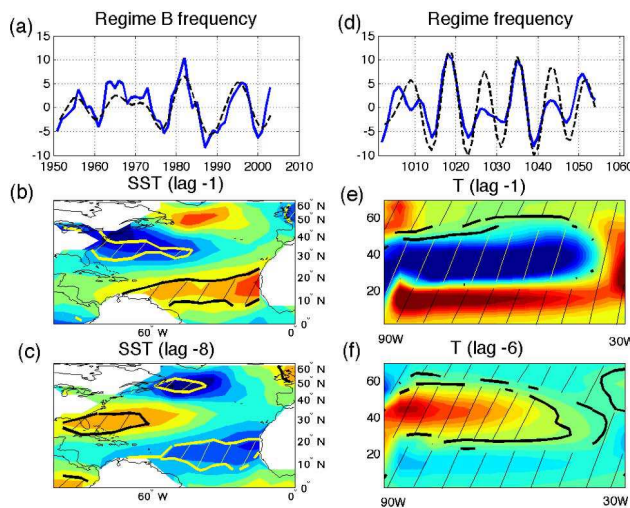 (a)
Regime B frequency
15
10
5
0
-5
-10
1950 1960 1970 1980 1990 2000 2010
(b)
SST (lag -1)
60° N
50° N
40° N
30° N
20° N
10° N
0°
60° W
0°
(c)
SST (lag -8)
60° N
50° N
40° N
30° N
20° N
10° N
0°
60° W
0°
(d)
Regime frequency
15
10
5
0
-5
-10
1010 1020 1030 1040 1050 1060
(e)
T (lag -1)
60
40
20
90W
30W
(f)
T (lag -6)
60
40
20
90W
30W